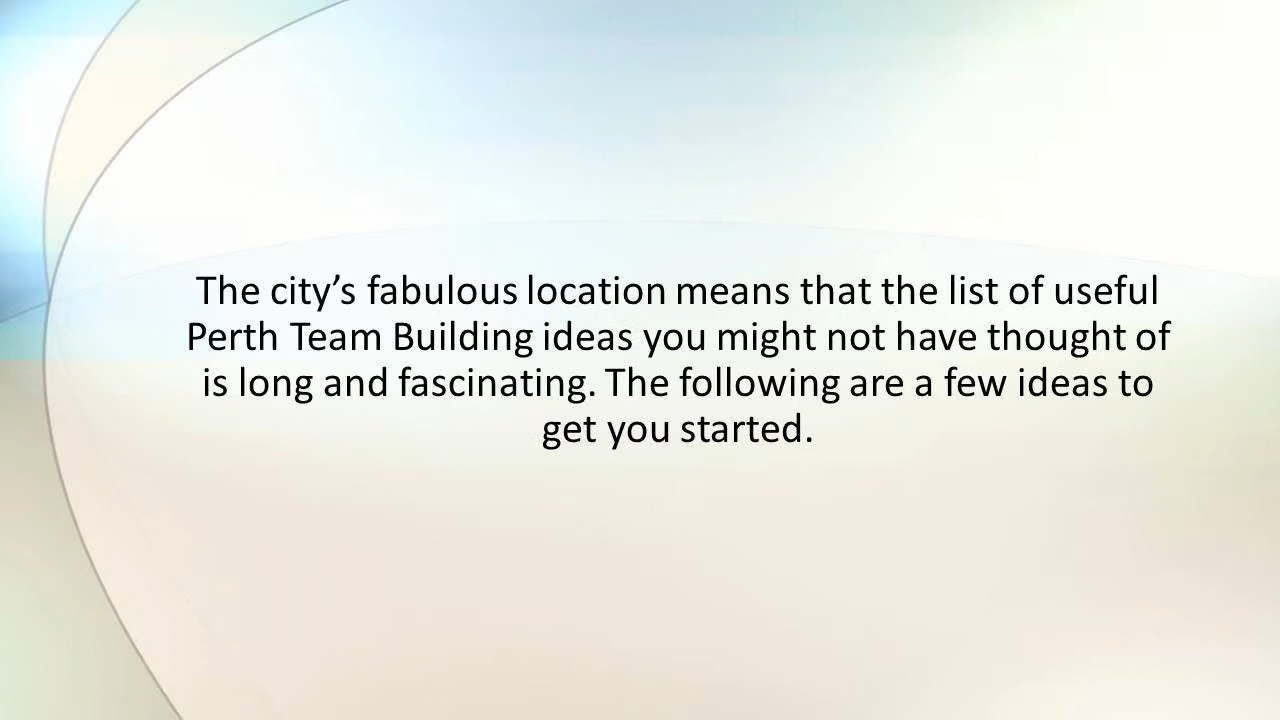 The city’s fabulous location means that the list of useful
Perth Team Building ideas you might not have thought of
is long and fascinating. The following are a few ideas to
get you started.